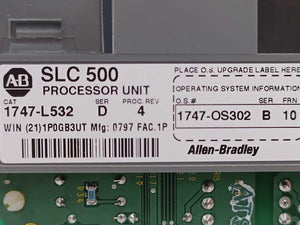 AB SLC 500
PROCESSOR UNIT
CAT SER PROC. REV
1747-L532 D 4
WIN (21)1P0GB3UT Mfg: 0797 FAC.1P
PLACE O.S. UPGRADE LABEL HERE
OPERATING SYSTEM INFORMATION
O.S.# SER FRN
1747-OS302 B 10
Allen-Bradley
R34